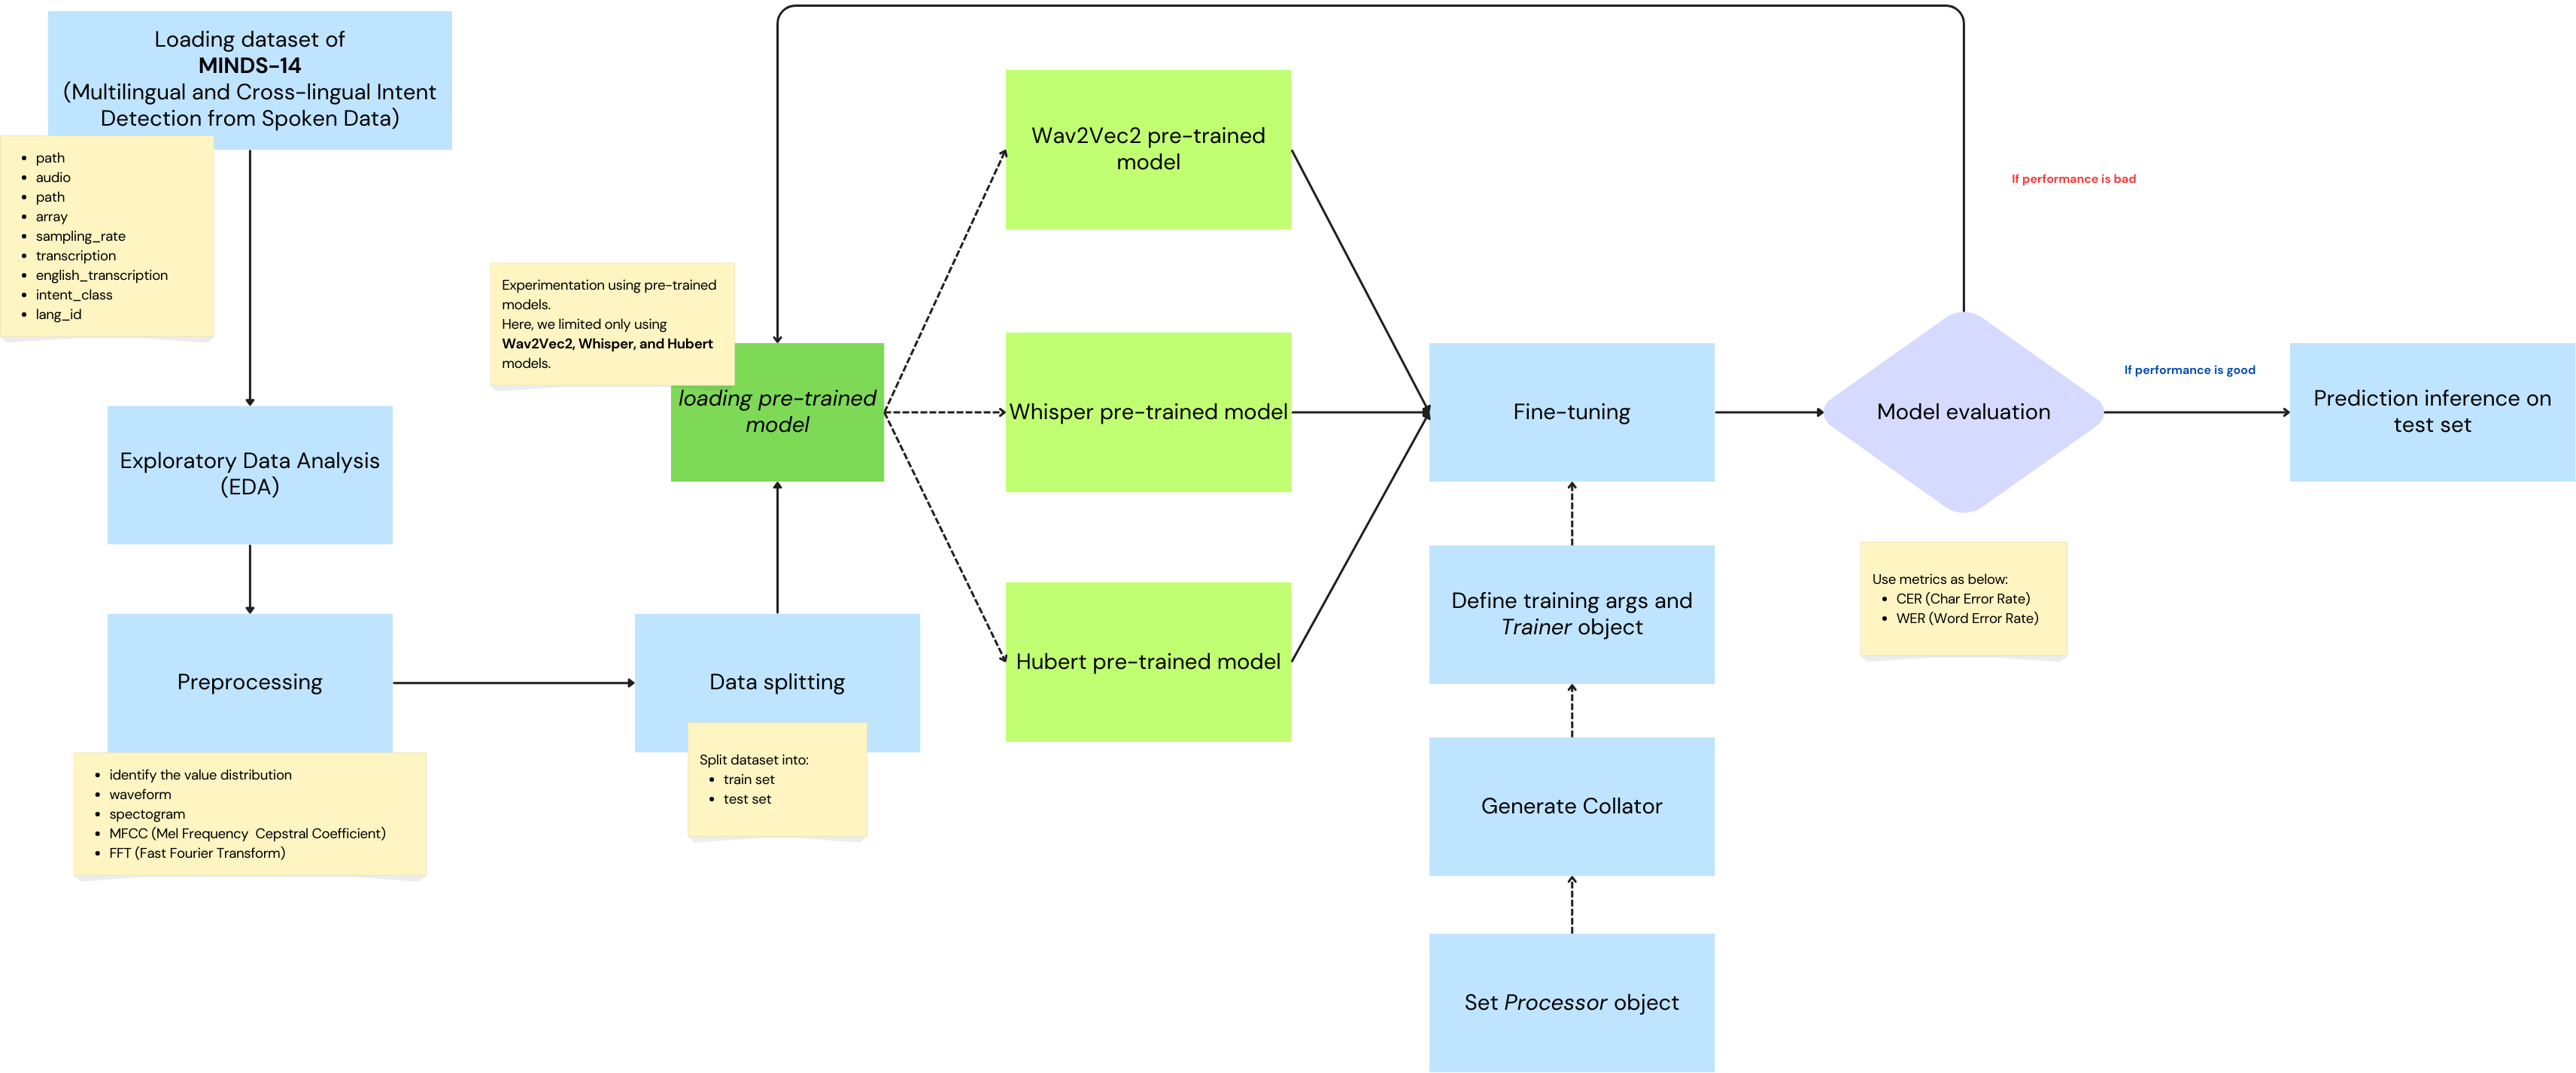 Loading dataset of
MINDS-14
(Multilingual and Cross-lingual Intent
Detection from Spoken Data)
path
audio
path
array
sampling_rate
transcription
english_transcription
intent_class
lang_id
Exploratory Data Analysis
(EDA)
Preprocessing
identify the value distribution
waveform
spectogram
MFCC (Mel Frequency Cepstral Coefficient)
FFT (Fast Fourier Transform)
Data splitting
Split dataset into:
train set
test set
Experimentation using pre-trained
models.
Here, we limited only using
Wav2Vec2, Whisper, and Hubert
models.
loading pre-trained
model
Wav2Vec2 pre-trained
model
Whisper pre-trained model
Hubert pre-trained model
Fine-tuning
Define training args and
Trainer object
Generate Collator
Set Processor object
Model evaluation
Use metrics as below:
CER (Char Error Rate)
WER (Word Error Rate)
If performance is bad
If performance is good
Prediction inference on
test set